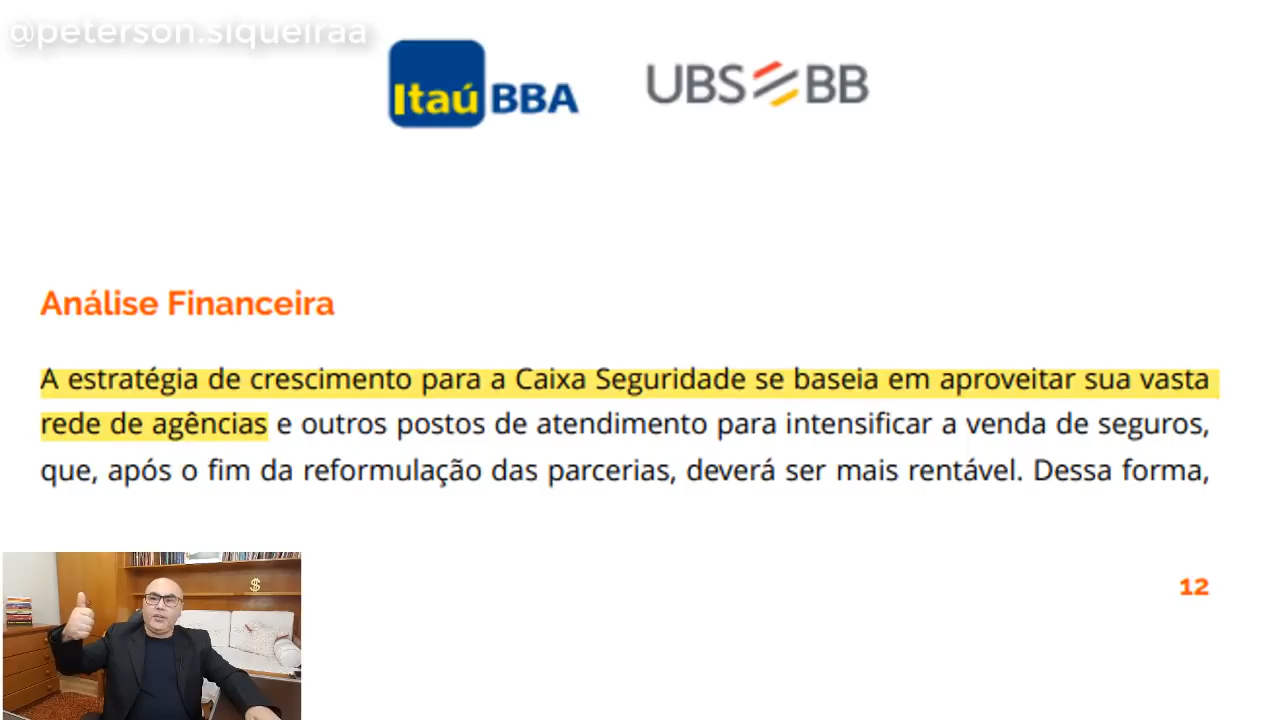 @peterson.siqueiraa
Itaú BBA UBS BB
Análise Financeira
A estratégia de crescimento para a Caixa Seguridade se baseia em aproveitar sua vasta
rede de agências e outros postos de atendimento para intensificar a venda de seguros,
que, após o fim da reformulação das parcerias, deverá ser mais rentável. Dessa forma,
12
$